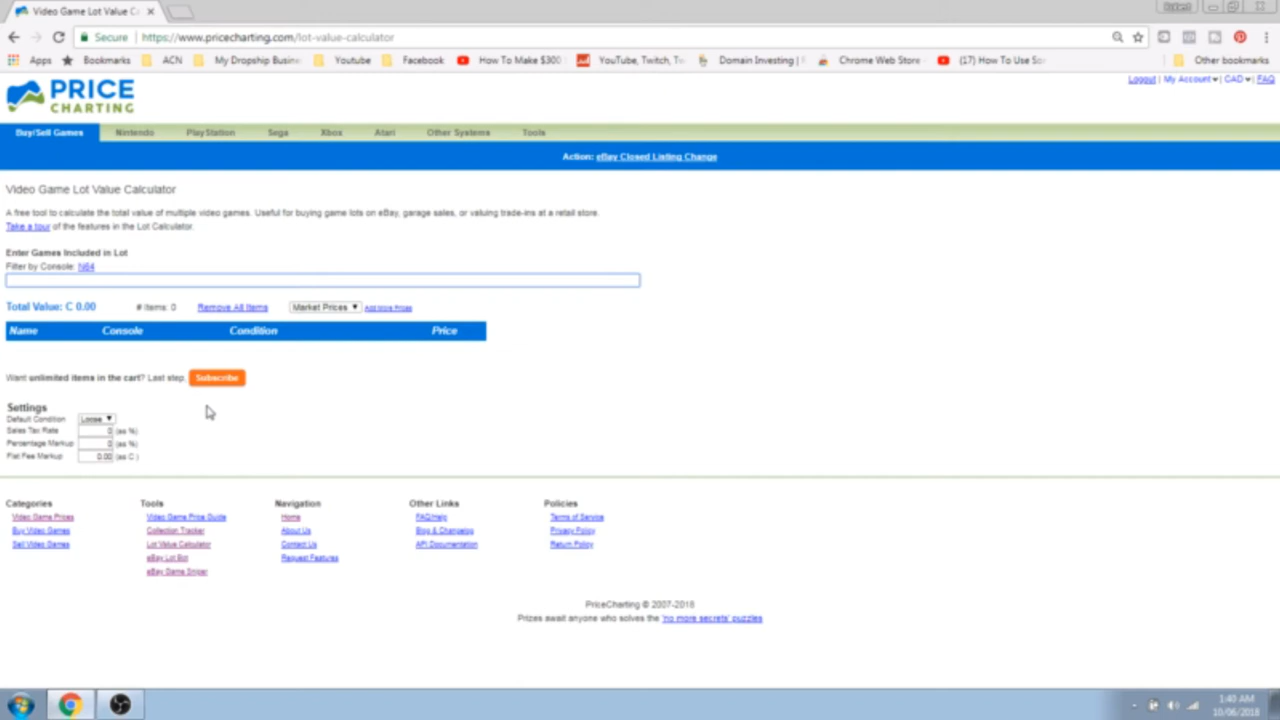 Video Game Lot Value C
Secure https://www.pricecharting.com/lot-value-calculator
Apps Bookmarks ACN My Dropship Busine Youtube Facebook How To Make $300 YouTube, Twitch, Tw Domain Investing | Chrome Web Store (17) How To Use Sor Other bookmarks
PRICE
CHARTING
Logout | My Account | CAD | FAQ
Buy/Sell Games Nintendo PlayStation Sega Xbox Atari Other Systems Tools
Action: eBay Closed Listing Change
Video Game Lot Value Calculator
A free tool to calculate the total value of multiple video games. Useful for buying game lots on eBay, garage sales, or valuing trade-ins at a retail store.
Take a tour of the features in the Lot Calculator.
Enter Games Included in Lot
Filter by Console: N64
Total Value: C 0.00 # Items: 0 Remove All Items Market Prices
Name Console Condition Price
Want unlimited items in the cart? Last step, Subscribe
Settings
Default Condition Loose
Sales Tax Rate 0 (as %)
Percentage Markup 0 (as %)
Flat Fee Markup 0.00 (as C )
Categories Tools Navigation Other Links Policies
Video Game Prices Video Game Price Guide Home FAQ/Help Terms of Service
Buy Video Games Collection Tracker About Us Blog & Changelog Privacy Policy
Sell Video Games Lot Value Calculator Contact Us API Documentation Return Policy
eBay Lot Bot Request Features
eBay Game Sniper
PriceCharting © 2007-2018
Prizes await anyone who solves the 'no more secrets' puzzles
1:40 AM
10/06/2018